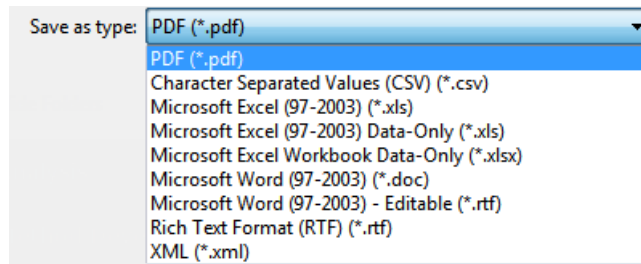 Save as type: PDF (*.pdf)
PDF (*.pdf)
Character Separated Values (CSV) (*.csv)
Microsoft Excel (97-2003) (*.xls)
Microsoft Excel (97-2003) Data-Only (*.xls)
Microsoft Excel Workbook Data-Only (*.xlsx)
Microsoft Word (97-2003) (*.doc)
Microsoft Word (97-2003) - Editable (*.rtf)
Rich Text Format (RTF) (*.rtf)
XML (*.xml)